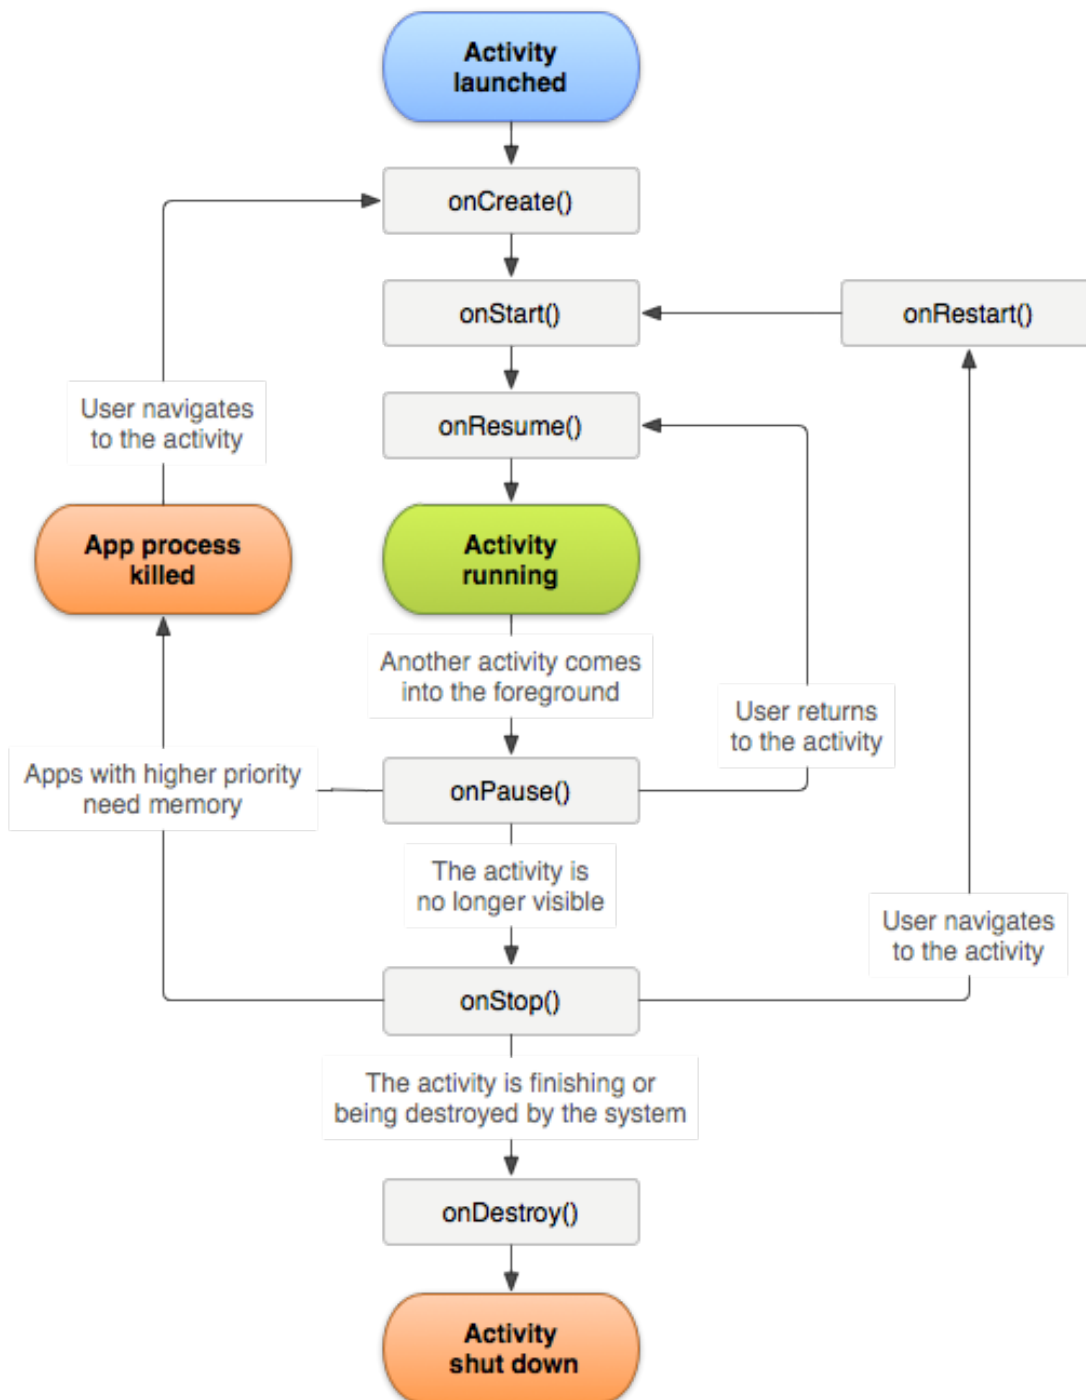 Activity
launched
onCreate()
onStart()
onRestart()
User navigates
to the activity
onResume()
App process
killed
Activity
running
Another activity comes
into the foreground
User returns
to the activity
Apps with higher priority
need memory
onPause()
The activity is
no longer visible
User navigates
to the activity
onStop()
The activity is finishing or
being destroyed by the system
onDestroy()
Activity
shut down